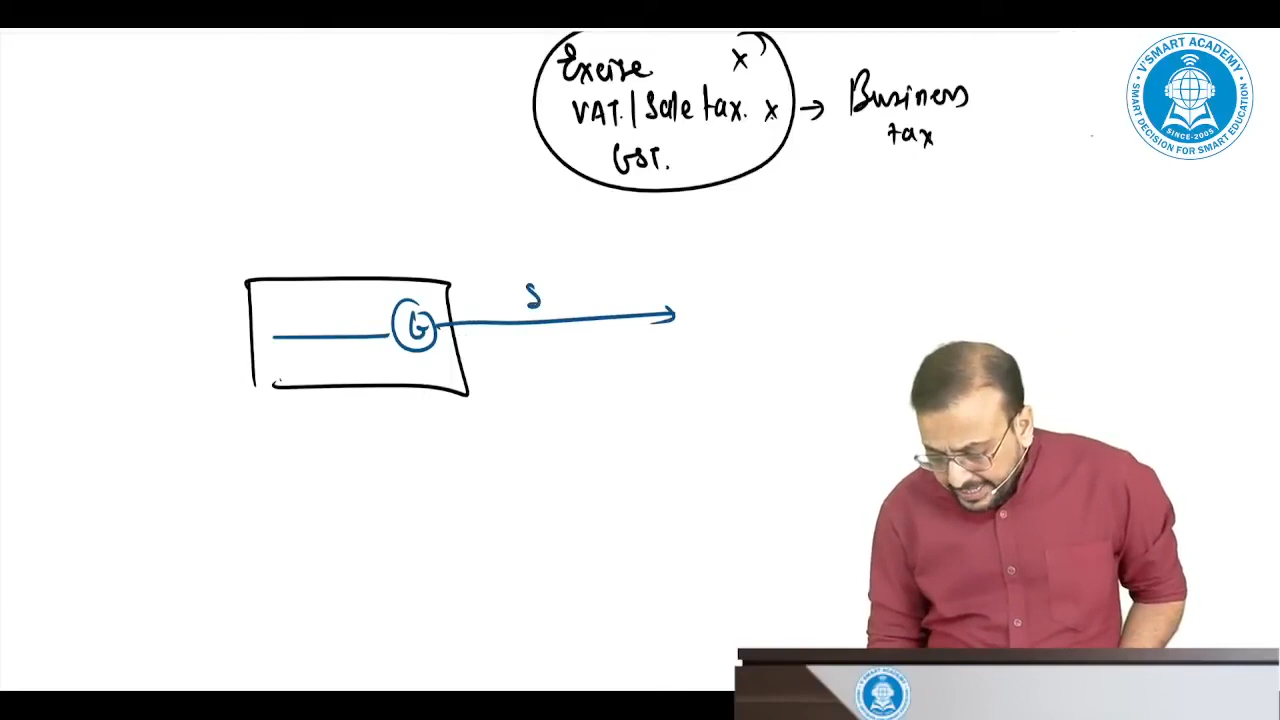 Excise x
VAT. | Sale tax. x → Business
tax
GST.
G
S
V'SMART ACADEMY
SINCE-2005
SMART DECISION FOR SMART EDUCATION